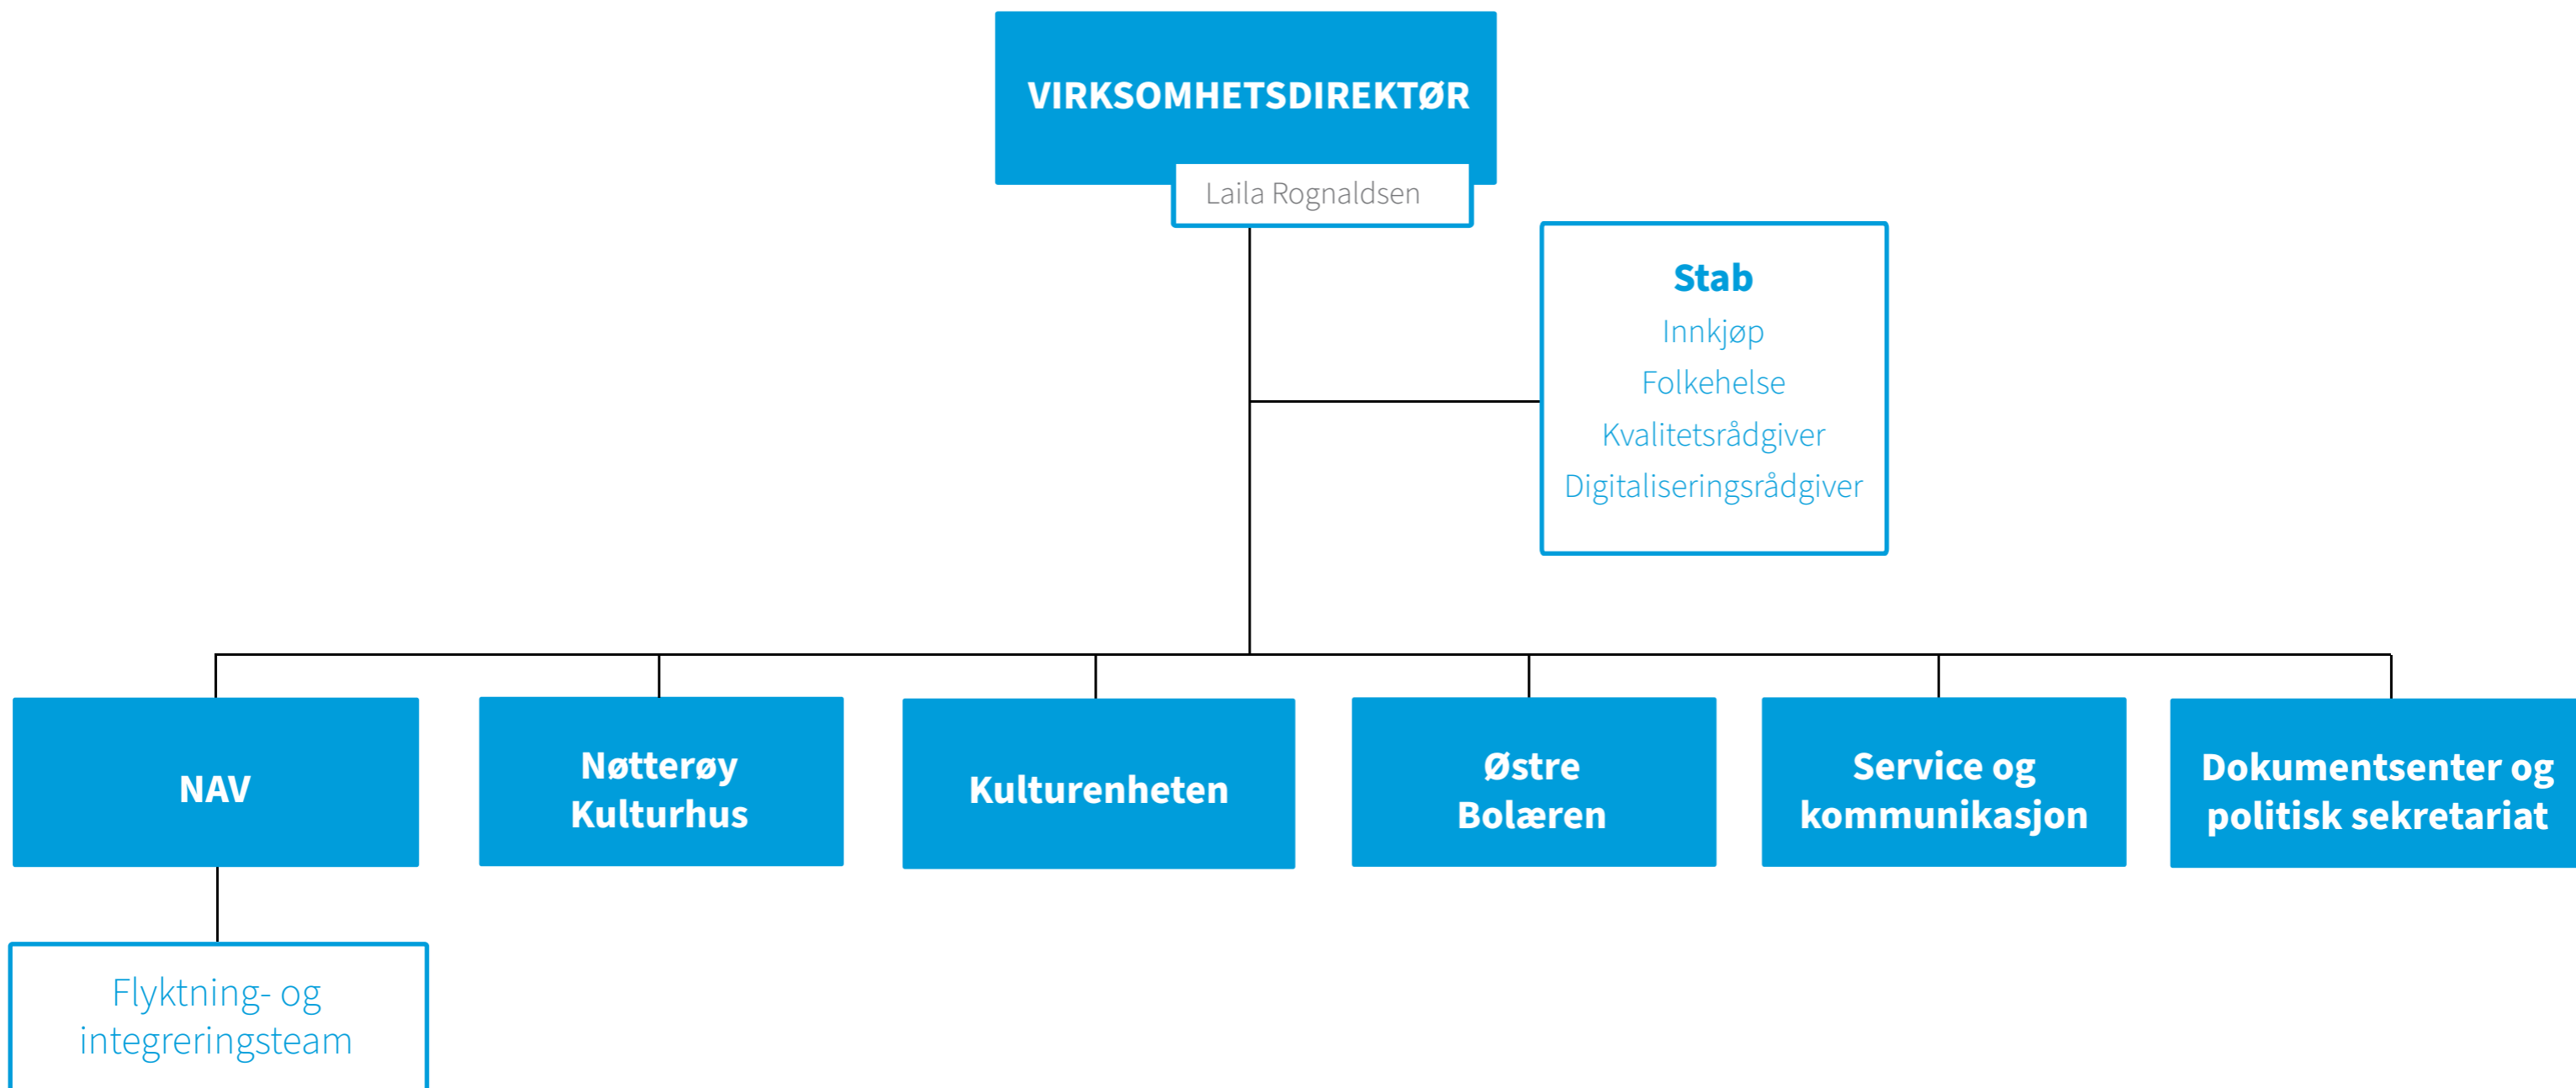 VIRKSOMHETSDIREKTØR
Laila Rognaldsen
Stab
Innkjøp
Folkehelse
Kvalitetsrådgiver
Digitaliseringsrådgiver
NAV
Nøtterøy
Kulturhus
Kulturenheten
Østre
Bolæren
Service og
kommunikasjon
Dokumentsenter og
politisk sekretariat
Flyktning- og
integreringsteam